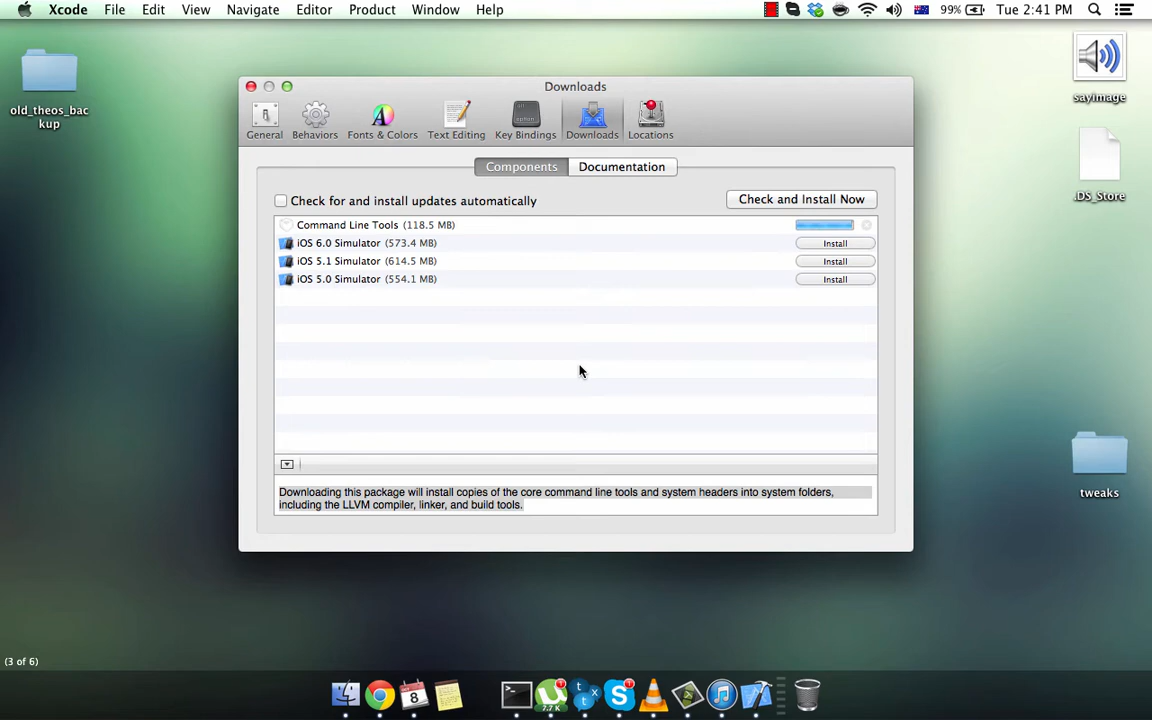 Xcode File Edit View Navigate Editor Product Window Help 99% Tue 2:41 PM
old_theos_bac
kup
sayimage
.DS_Store
tweaks
Downloads
General Behaviors Fonts & Colors Text Editing Key Bindings Downloads Locations
Components Documentation
Check for and install updates automatically Check and Install Now
Command Line Tools (118.5 MB)
iOS 6.0 Simulator (573.4 MB) Install
iOS 5.1 Simulator (614.5 MB) Install
iOS 5.0 Simulator (554.1 MB) Install
Downloading this package will install copies of the core command line tools and system headers into system folders,
including the LLVM compiler, linker, and build tools.
(3 of 6)
8
1
7.7 K
1